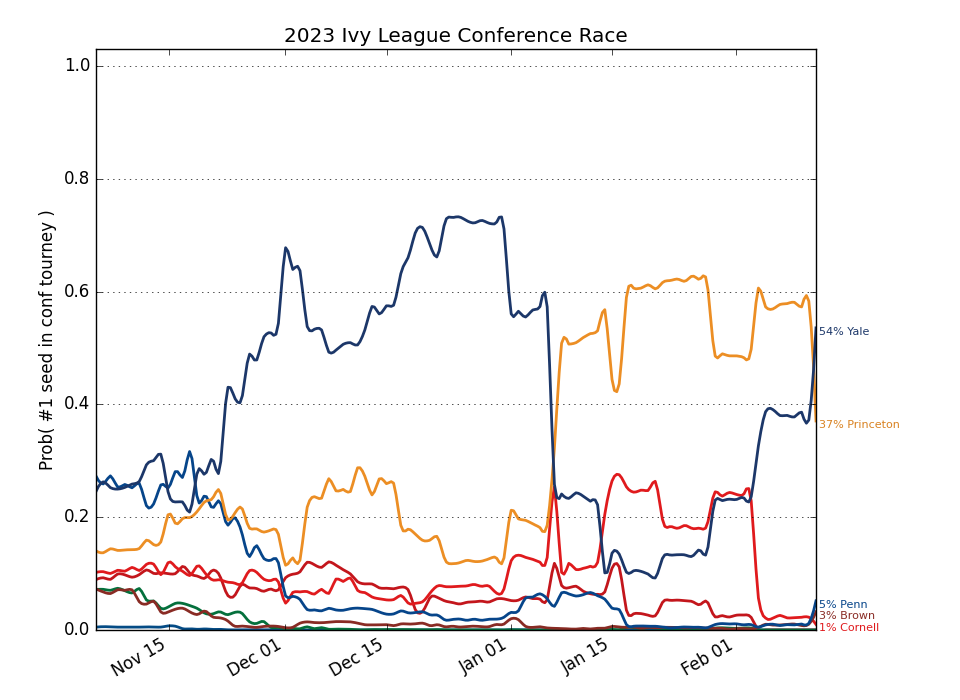 2023 Ivy League Conference Race
Prob( #1 seed in conf tourney )
1.0
0.8
0.6
0.4
0.2
0.0
54% Yale
37% Princeton
5% Penn
3% Brown
1% Cornell
Nov 15
Dec 01
Dec 15
Jan 01
Jan 15
Feb 01